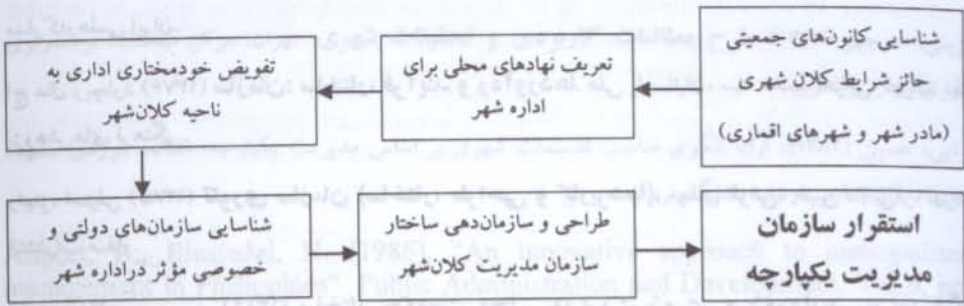 شناسایی کانون‌های جمعیتی
حائز شرایط کلان شهری
(مادر شهر و شهرهای اقماری)
تعریف نهادهای محلی برای
اداره شهر
تفویض خودمختاری اداری به
ناحیه کلان‌شهر
شناسایی سازمان‌های دولتی و
خصوصی مؤثر دراداره شهر
طراحی و سازمان‌دهی ساختار
سازمان مدیریت کلان‌شهر
استقرار سازمان
مدیریت یکپارچه